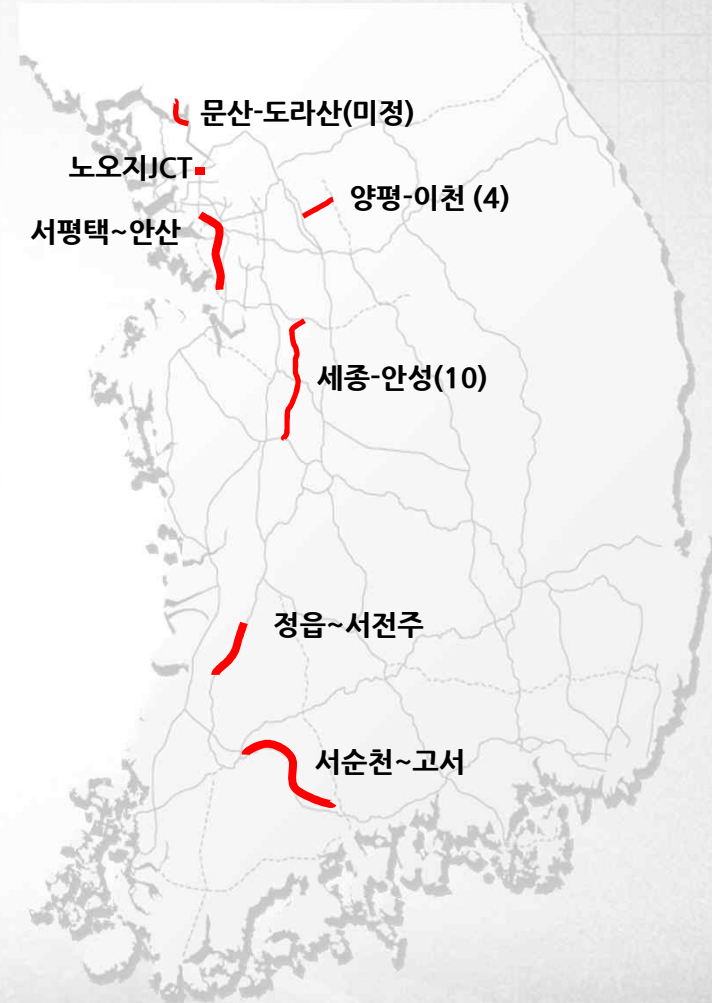 문산-도라산(미정)
노오지JCT
양평-이천 (4)
서평택~안산
세종-안성(10)
정읍~서전주
서순천~고서